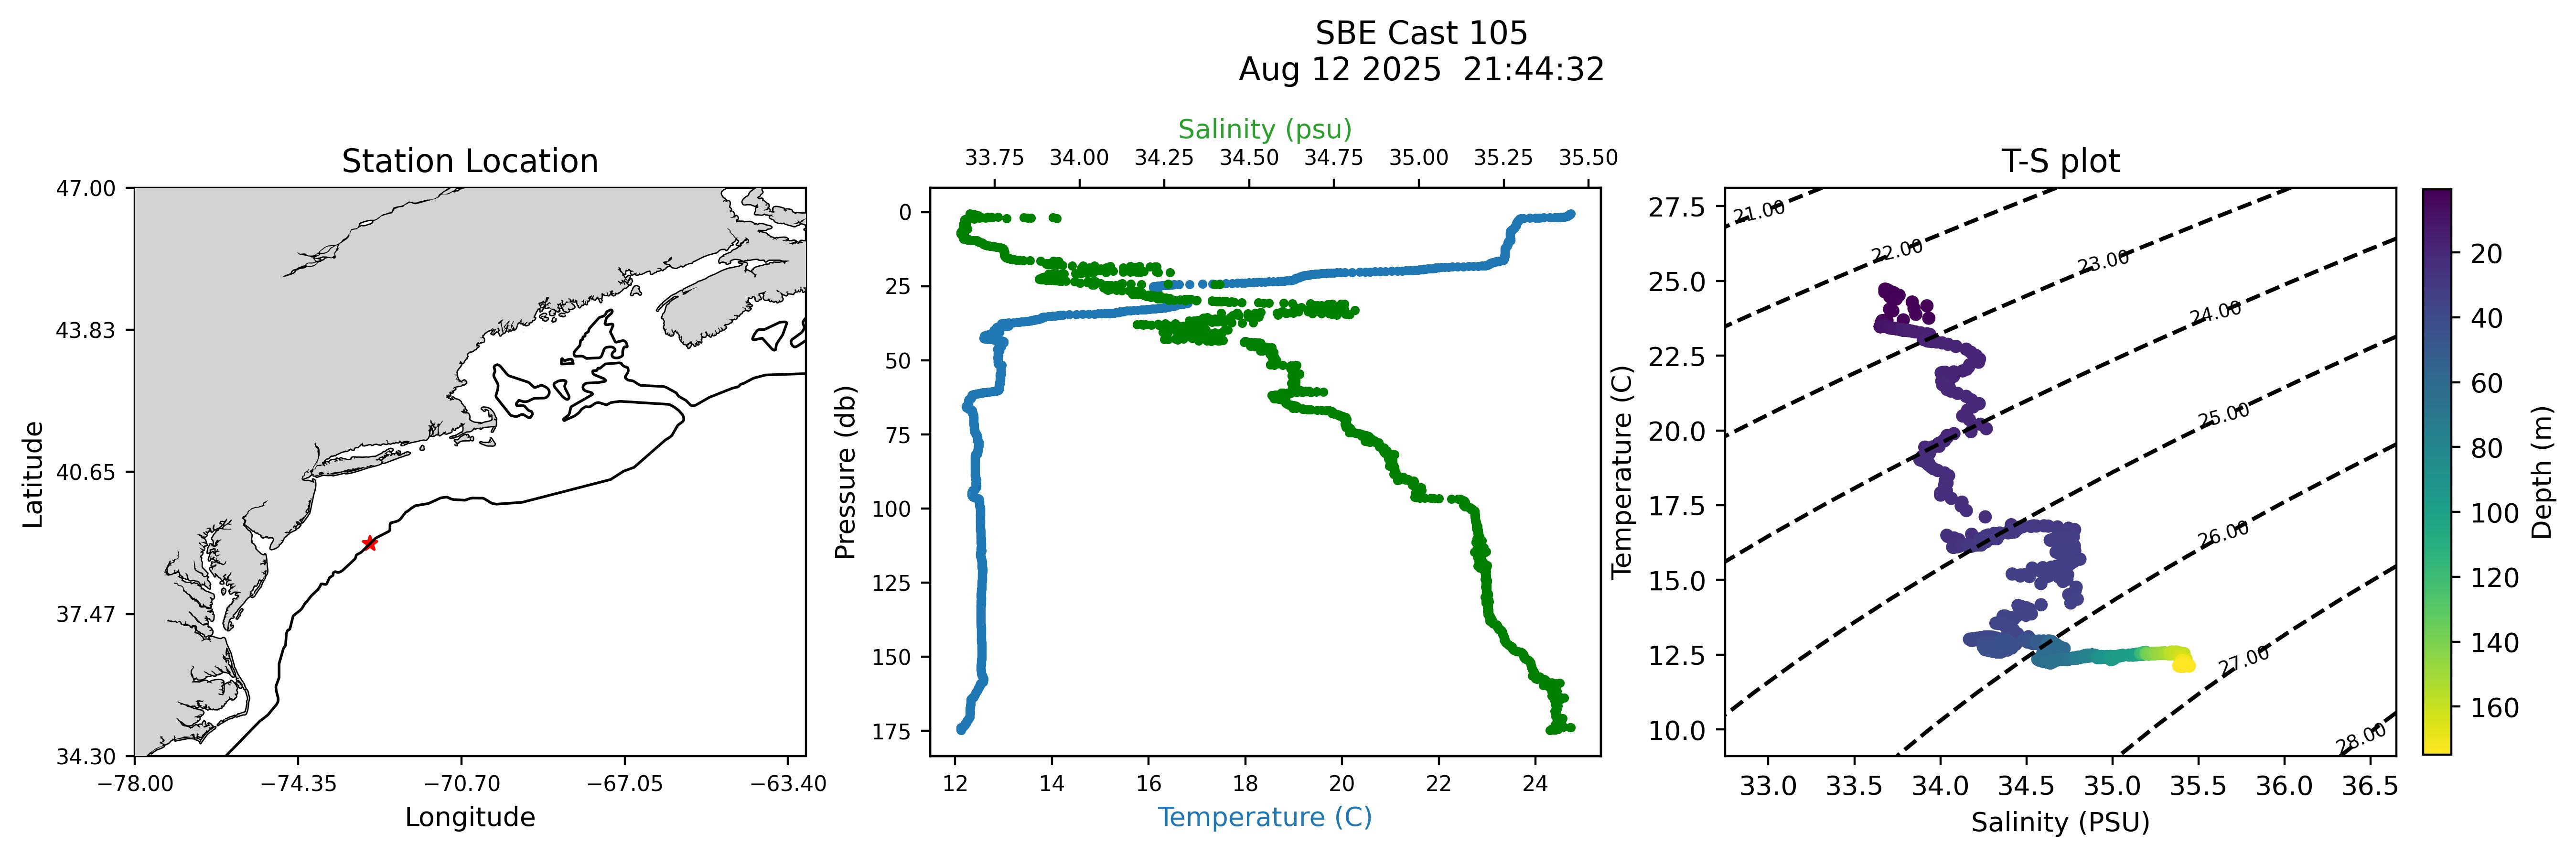 SBE Cast 105
Aug 12 2025  21:44:32
Station Location
47.00
43.83
40.65
37.47
34.30
Latitude
−78.00 −74.35 −70.70 −67.05 −63.40
Longitude
Salinity (psu)
33.75 34.00 34.25 34.50 34.75 35.00 35.25 35.50
0
25
50
75
100
125
150
175
Pressure (db)
12 14 16 18 20 22 24
Temperature (C)
T-S plot
27.5
25.0
22.5
20.0
17.5
15.0
12.5
10.0
Temperature (C)
21.00
22.00
23.00
24.00
25.00
26.00
27.00
28.00
33.0 33.5 34.0 34.5 35.0 35.5 36.0 36.5
Salinity (PSU)
20
40
60
80
100
120
140
160
Depth (m)